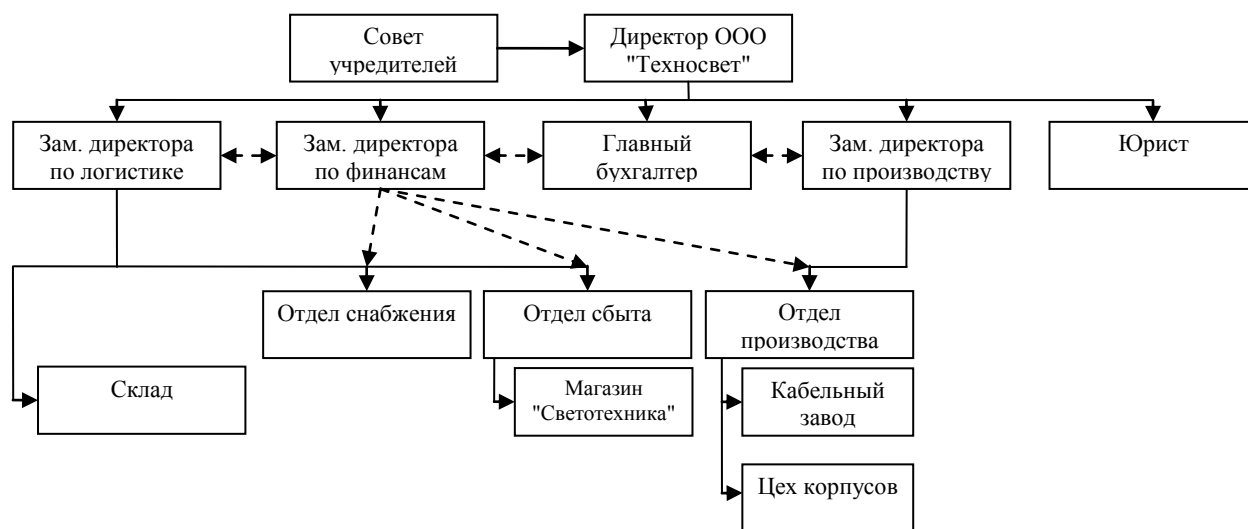 Совет
учредителей
Директор ООО
"Техносвет"
Зам. директора
по логистике
Зам. директора
по финансам
Главный
бухгалтер
Зам. директора
по производству
Юрист
Отдел снабжения
Отдел сбыта
Отдел
производства
Склад
Магазин
"Светотехника"
Кабельный
завод
Цех корпусов